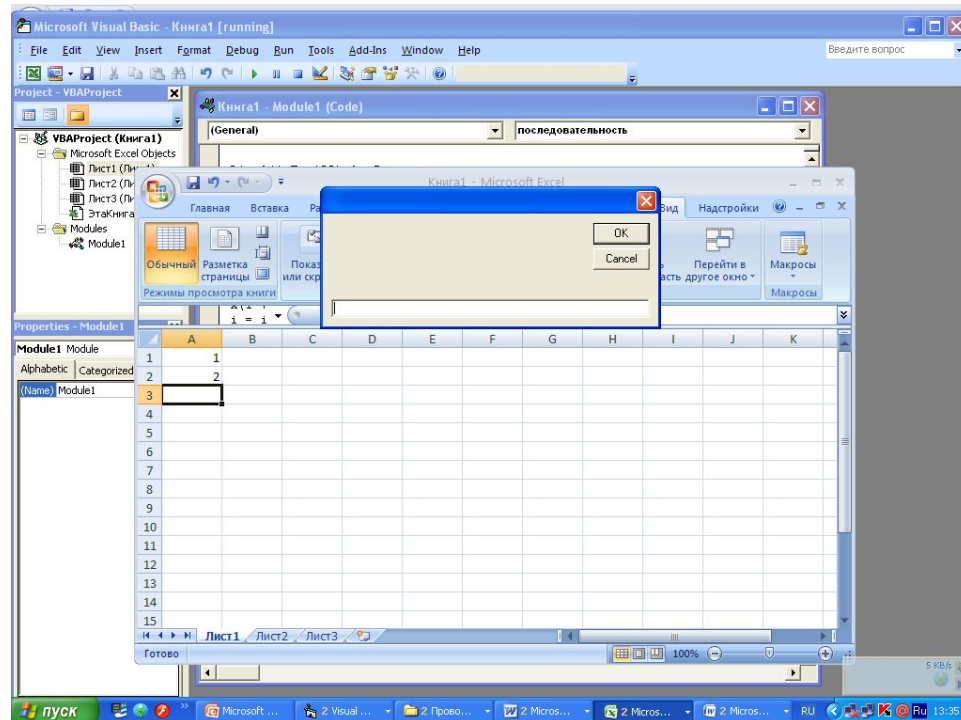 Microsoft Visual Basic - Книга1 [running]
File Edit View Insert Format Debug Run Tools Add-Ins Window Help
Введите вопрос
Project - VBAProject
Книга1 - Module1 (Code)
(General)
последовательность
VBAProject (Книга1)
Microsoft Excel Objects
Лист1
Лист2
Лист3
ЭтаКнига
Modules
Module1
Книга1 - Microsoft Excel
Главная Вставка Вид Надстройки
OK
Cancel
Обычный
Разметка страницы
Перейти в другое окно
Макросы
Режимы просмотра книги
Макросы
i = i
Properties - Module1
Module1 Module
Alphabetic Categorized
(Name) Module1
A B C D E F G H I J K
1 1
2 2
3
4
5
6
7
8
9
10
11
12
13
14
15
Лист1 Лист2 Лист3
Готово
100%
5 KB/s
пуск
Microsoft ...
2 Visual ...
2 Прово...
2 Micros...
2 Micros...
2 Micros...
RU
Ru
13:35